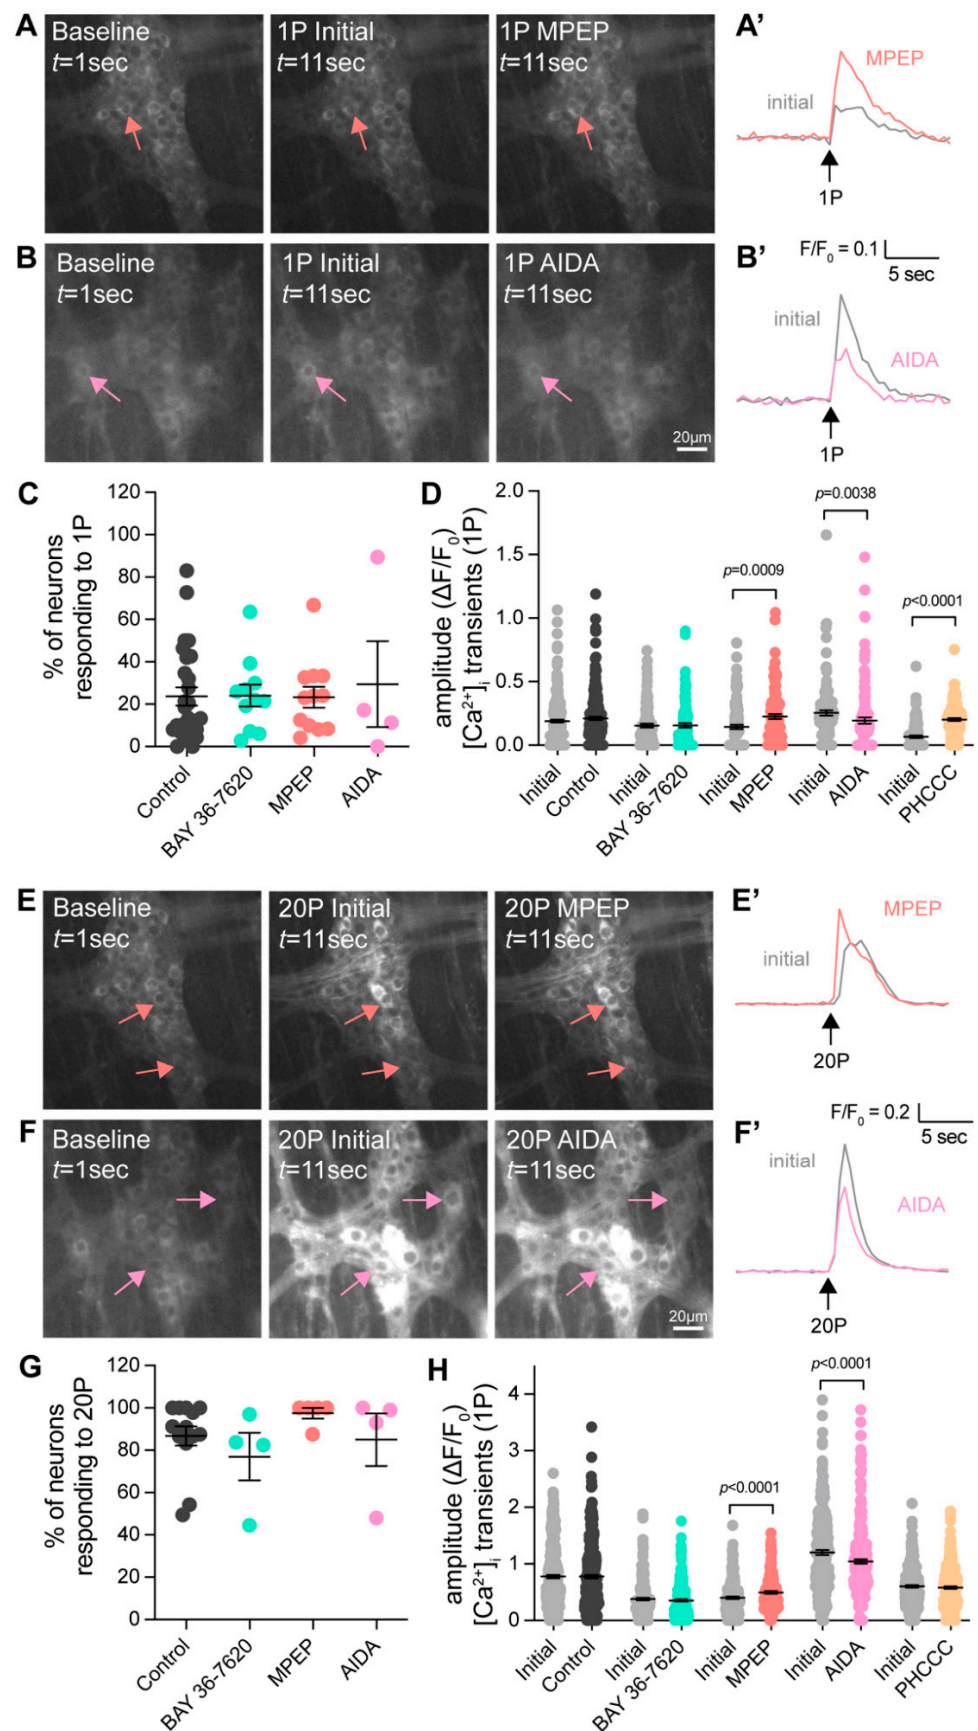 A
Baseline
t=1sec
1P Initial
t=11sec
1P MPEP
t=11sec
A'
MPEP
initial
1P
B
Baseline
t=1sec
1P Initial
t=11sec
1P AIDA
t=11sec
20µm
F/F0 = 0.1
5 sec
B'
initial
AIDA
1P
C
% of neurons
responding to 1P
120
100
80
60
40
20
0
Control
BAY 36-7620
MPEP
AIDA
D
amplitude (ΔF/F0)
[Ca2+]i transients (1P)
2.0
1.5
1.0
0.5
0.0
p=0.0009
p=0.0038
p<0.0001
Initial
Control
Initial
BAY 36-7620
Initial
MPEP
Initial
AIDA
Initial
PHCCC
E
Baseline
t=1sec
20P Initial
t=11sec
20P MPEP
t=11sec
E'
MPEP
initial
20P
F
Baseline
t=1sec
20P Initial
t=11sec
20P AIDA
t=11sec
20µm
F/F0 = 0.2
5 sec
F'
initial
AIDA
20P
G
% of neurons
responding to 20P
120
100
80
60
40
20
0
Control
BAY 36-7620
MPEP
AIDA
H
amplitude (ΔF/F0)
[Ca2+]i transients (1P)
4
3
2
1
0
p<0.0001
p<0.0001
Initial
Control
Initial
BAY 36-7620
Initial
MPEP
Initial
AIDA
Initial
PHCCC